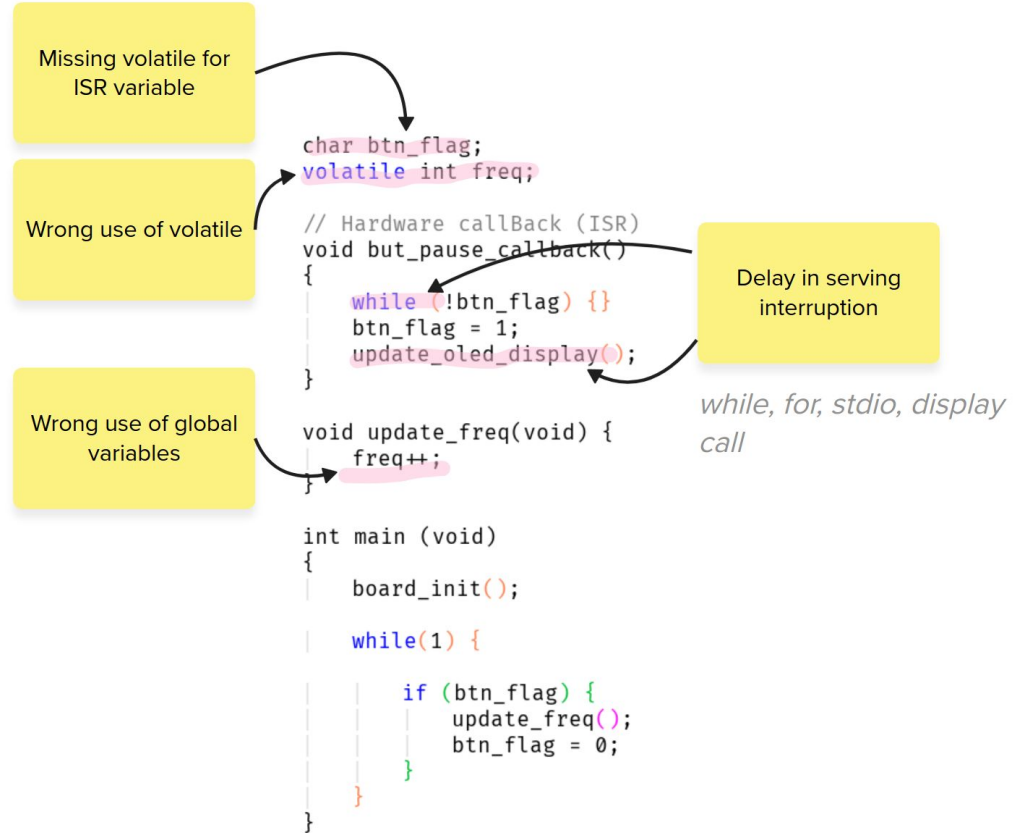 Missing volatile for
ISR variable
Wrong use of volatile
Wrong use of global
variables
char btn_flag;
volatile int freq;
// Hardware callBack (ISR)
void but_pause_callback()
{
while (!btn_flag) {}
btn_flag = 1;
update_oled_display();
}
void update_freq(void) {
freq++;
}
int main (void)
{
board_init();
while(1) {
if (btn_flag) {
update_freq();
btn_flag = 0;
}
}
}
Delay in serving
interruption
while, for, stdio, display
call